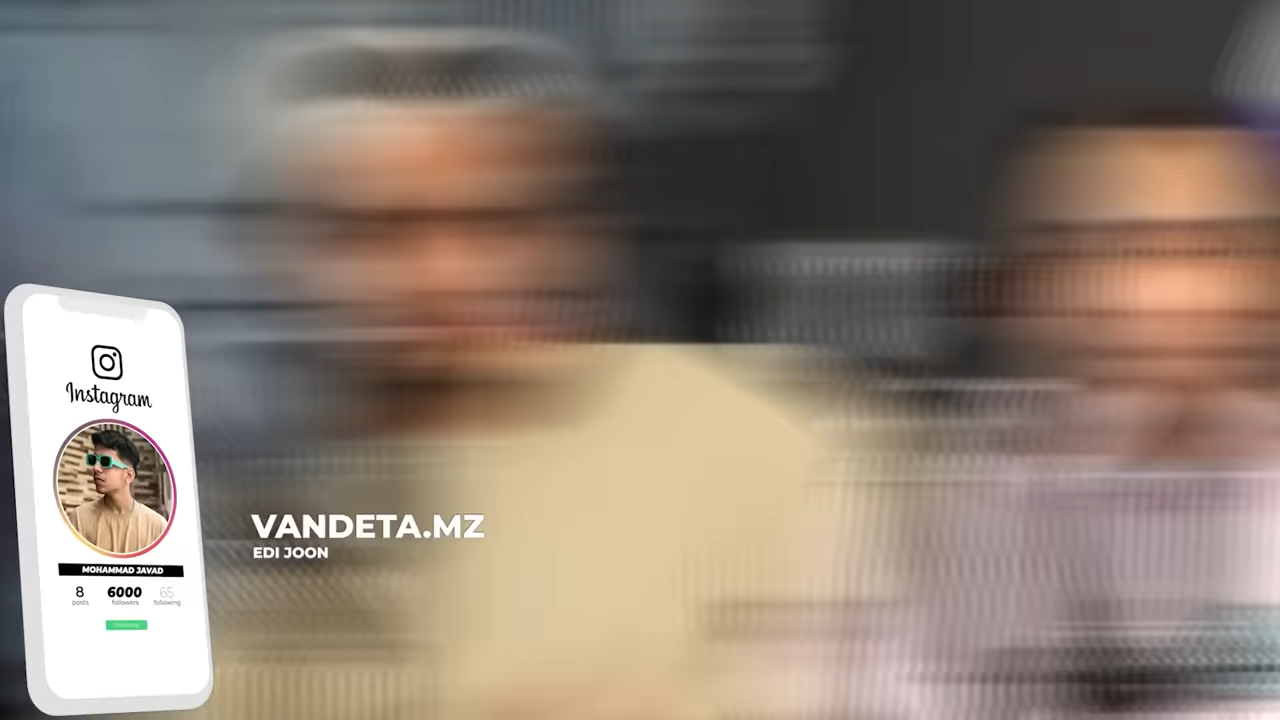 Instagram
MOHAMMAD JAVAD
8 6000 65
posts followers following
VANDETA.MZ
EDI JOON